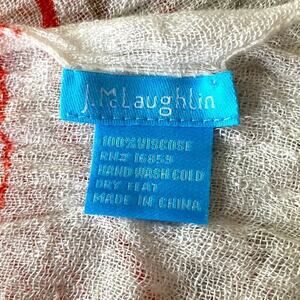 J.McLaughlin
100% VISCOSE
RN# 16859
HAND WASH COLD
DRY FLAT
MADE IN CHINA